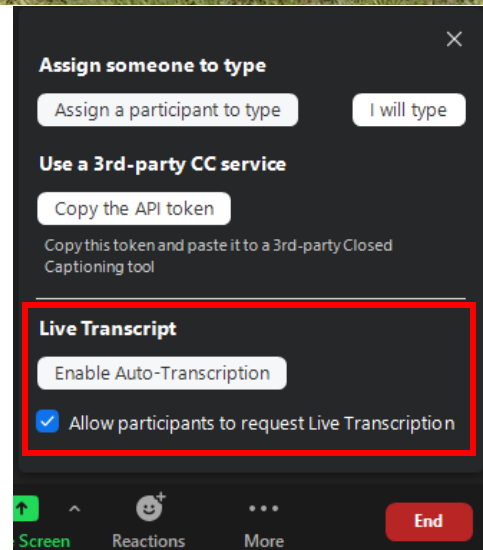 Assign someone to type
Assign a participant to type
I will type
Use a 3rd-party CC service
Copy the API token
Copy this token and paste it to a 3rd-party Closed
Captioning tool
Live Transcript
Enable Auto-Transcription
Allow participants to request Live Transcription
Screen
Reactions
More
End